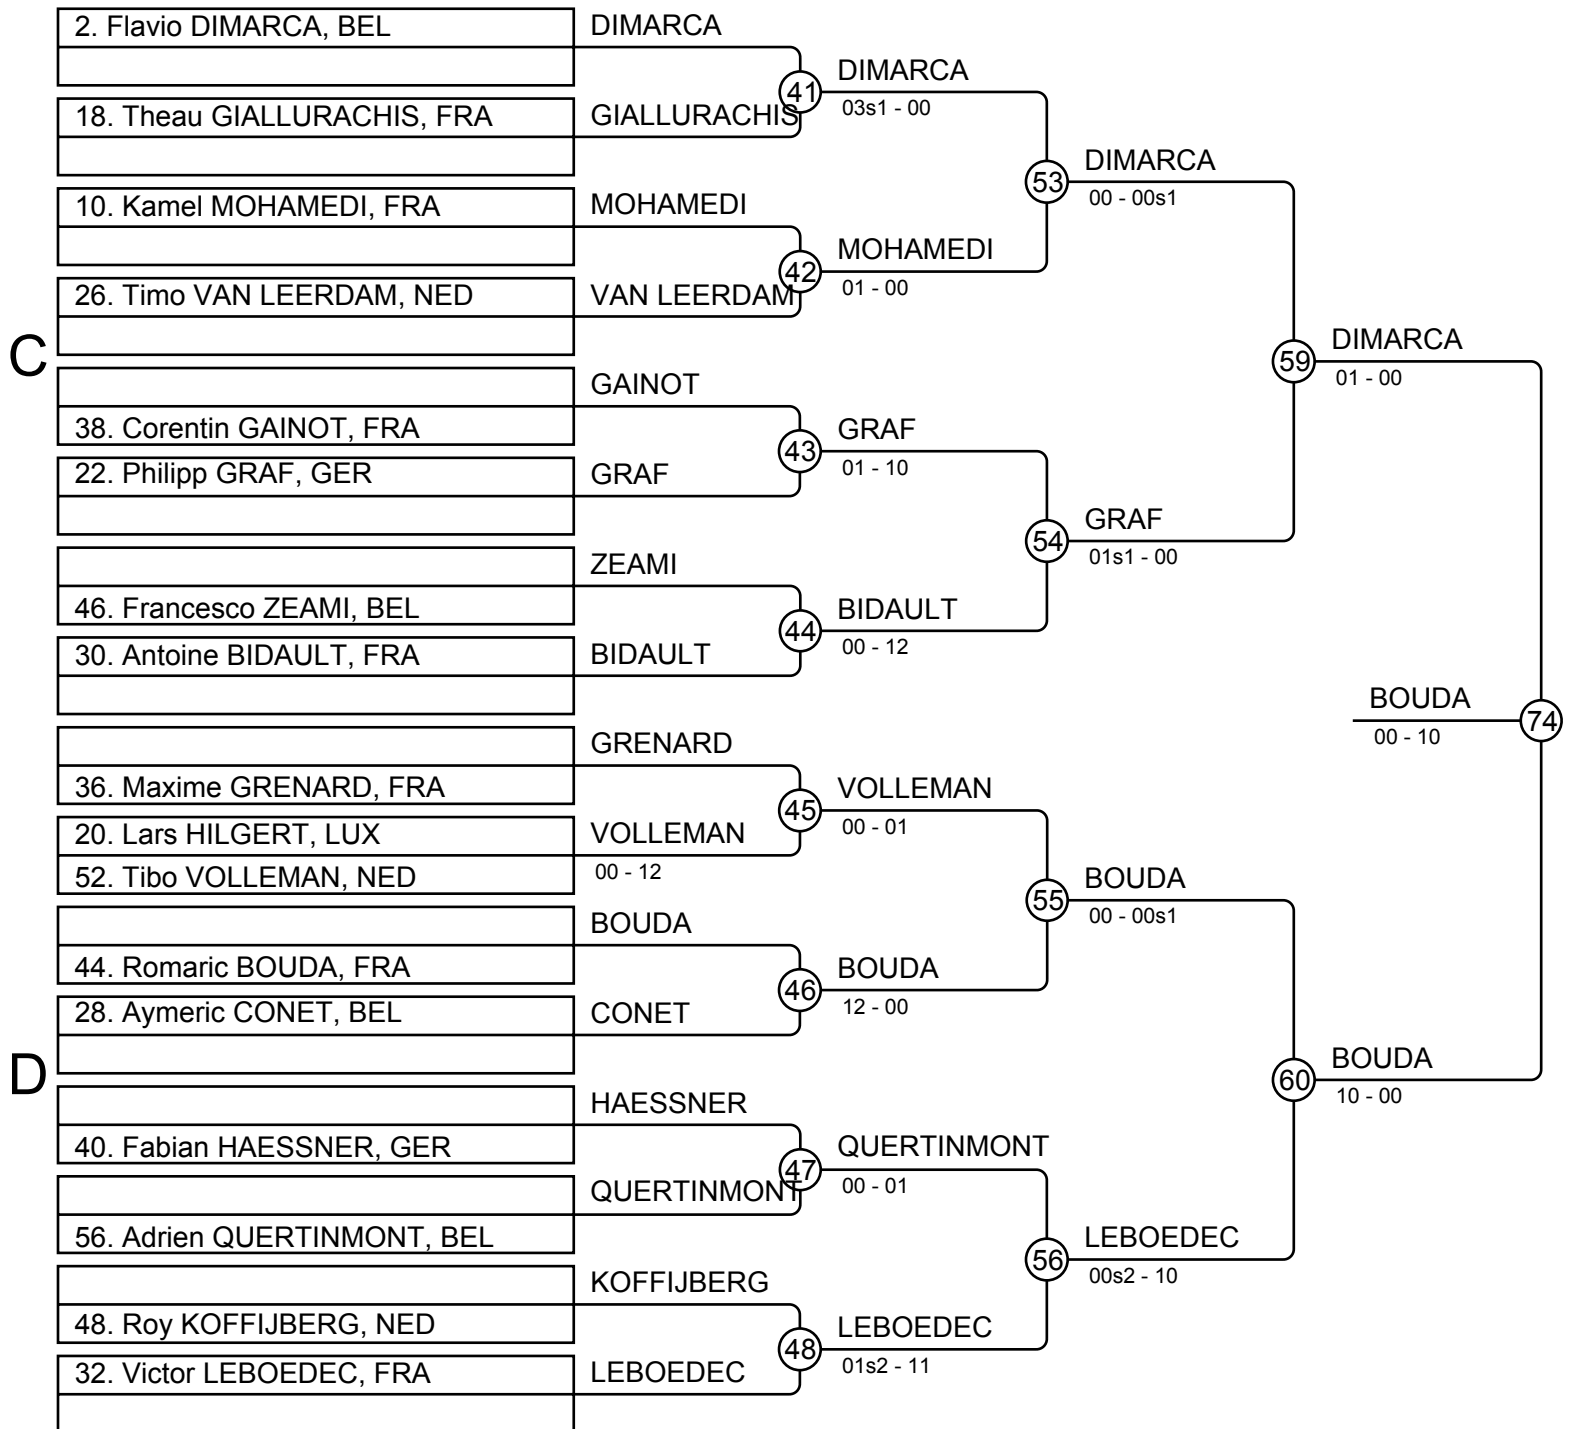 2. Flavio DIMARCA, BEL
DIMARCA
41
DIMARCA
03s1 - 00
18. Theau GIALLURACHIS, FRA
GIALLURACHIS
53
DIMARCA
00 - 00s1
10. Kamel MOHAMEDI, FRA
MOHAMEDI
42
MOHAMEDI
01 - 00
26. Timo VAN LEERDAM, NED
VAN LEERDAM
C
59
DIMARCA
01 - 00
GAINOT
38. Corentin GAINOT, FRA
43
GRAF
01 - 10
22. Philipp GRAF, GER
GRAF
54
GRAF
01s1 - 00
ZEAMI
46. Francesco ZEAMI, BEL
44
BIDAULT
00 - 12
30. Antoine BIDAULT, FRA
BIDAULT
BOUDA
74
00 - 10
GRENARD
36. Maxime GRENARD, FRA
45
VOLLEMAN
00 - 01
20. Lars HILGERT, LUX
VOLLEMAN
00 - 12
52. Tibo VOLLEMAN, NED
55
BOUDA
00 - 00s1
BOUDA
44. Romaric BOUDA, FRA
46
BOUDA
12 - 00
28. Aymeric CONET, BEL
CONET
D
60
BOUDA
10 - 00
HAESSNER
40. Fabian HAESSNER, GER
47
QUERTINMONT
00 - 01
QUERTINMONT
56. Adrien QUERTINMONT, BEL
56
LEBOEDEC
00s2 - 10
KOFFIJBERG
48. Roy KOFFIJBERG, NED
48
LEBOEDEC
01s2 - 11
32. Victor LEBOEDEC, FRA
LEBOEDEC